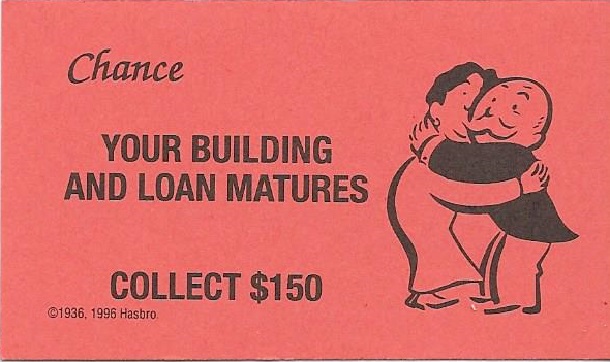 Chance
YOUR BUILDING
AND LOAN MATURES
COLLECT $150
©1936, 1996 Hasbro.